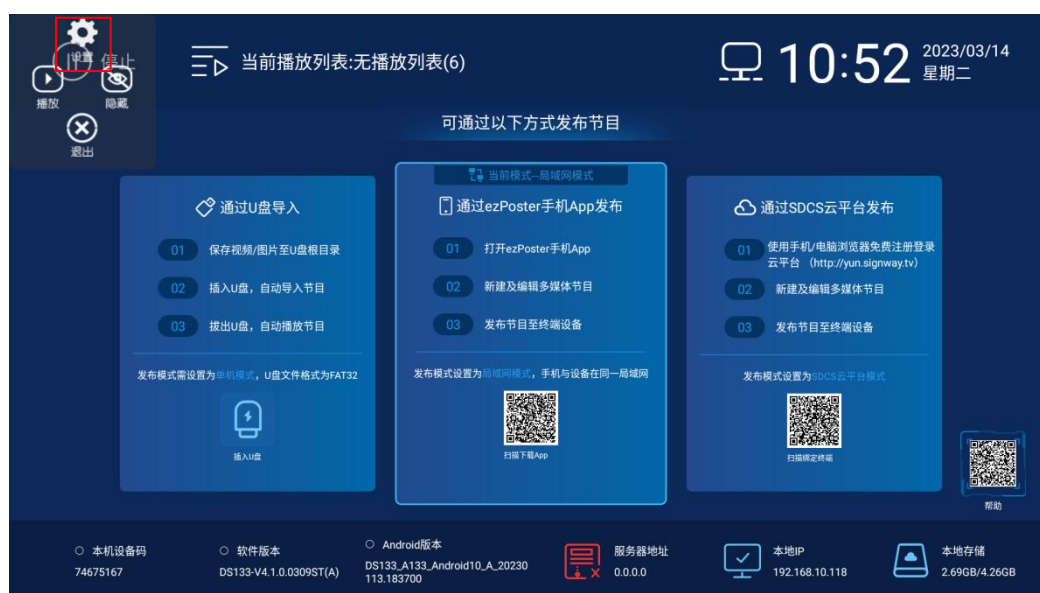 设置
停止
播放
隐藏
退出
当前播放列表:无播放列表(6)
10:52
2023/03/14
星期二
可通过以下方式发布节目
通过U盘导入
01 保存视频/图片至U盘根目录
02 插入U盘，自动导入节目
03 拔出U盘，自动播放节目
发布模式需设置为单机模式，U盘文件格式为FAT32
插入U盘
当前模式--局域网模式
通过ezPoster手机App发布
01 打开ezPoster手机App
02 新建及编辑多媒体节目
03 发布节目至终端设备
发布模式设置为局域网模式，手机与设备在同一局域网
扫描下载App
通过SDCS云平台发布
01 使用手机/电脑浏览器免费注册登录
云平台 （http://yun.signway.tv）
02 新建及编辑多媒体节目
03 发布节目至终端设备
发布模式设置为SDCS云平台模式
扫描绑定终端
帮助
本机设备码
74675167
软件版本
DS133-V4.1.0.0309ST(A)
Android版本
DS133_A133_Android10_A_20230
113.183700
服务器地址
0.0.0.0
本地IP
192.168.10.118
本地存储
2.69GB/4.26GB